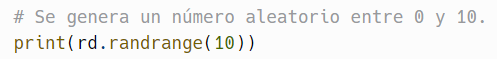 # Se genera un número aleatorio entre 0 y 10.
print(rd.randrange(10))